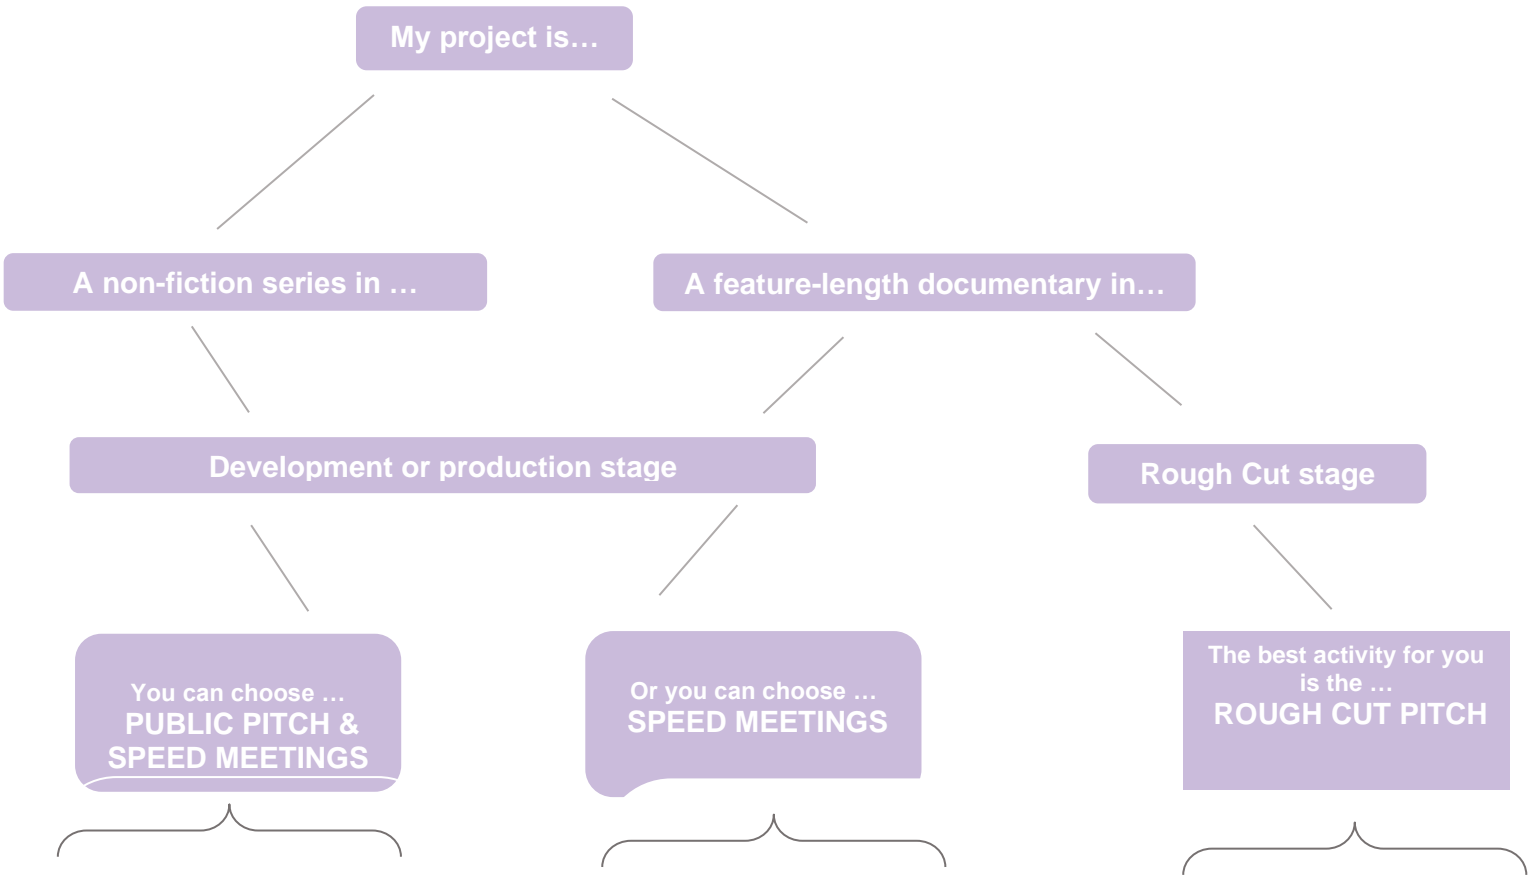 My project is…
A non-fiction series in …
A feature-length documentary in…
Development or production stage
Rough Cut stage
You can choose …
PUBLIC PITCH &
SPEED MEETINGS
Or you can choose …
SPEED MEETINGS
The best activity for you
is the …
ROUGH CUT PITCH